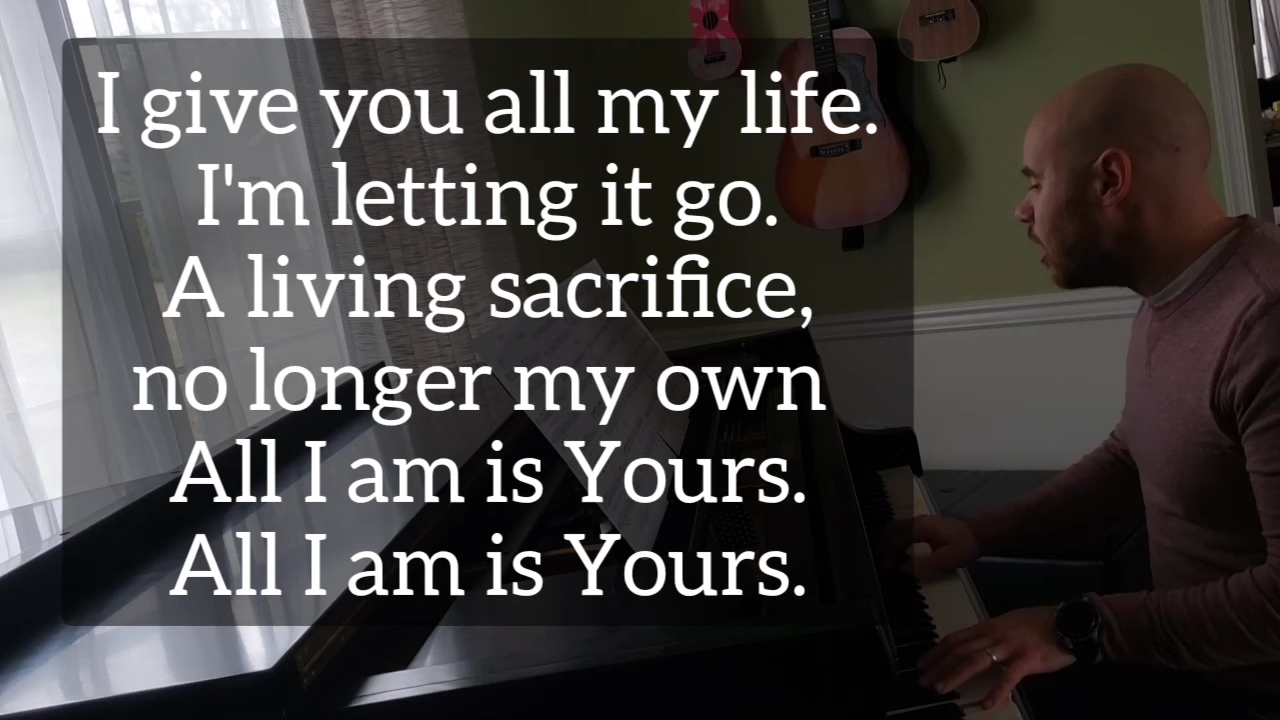 I give you all my life.
I'm letting it go.
A living sacrifice,
no longer my own
All I am is Yours.
All I am is Yours.